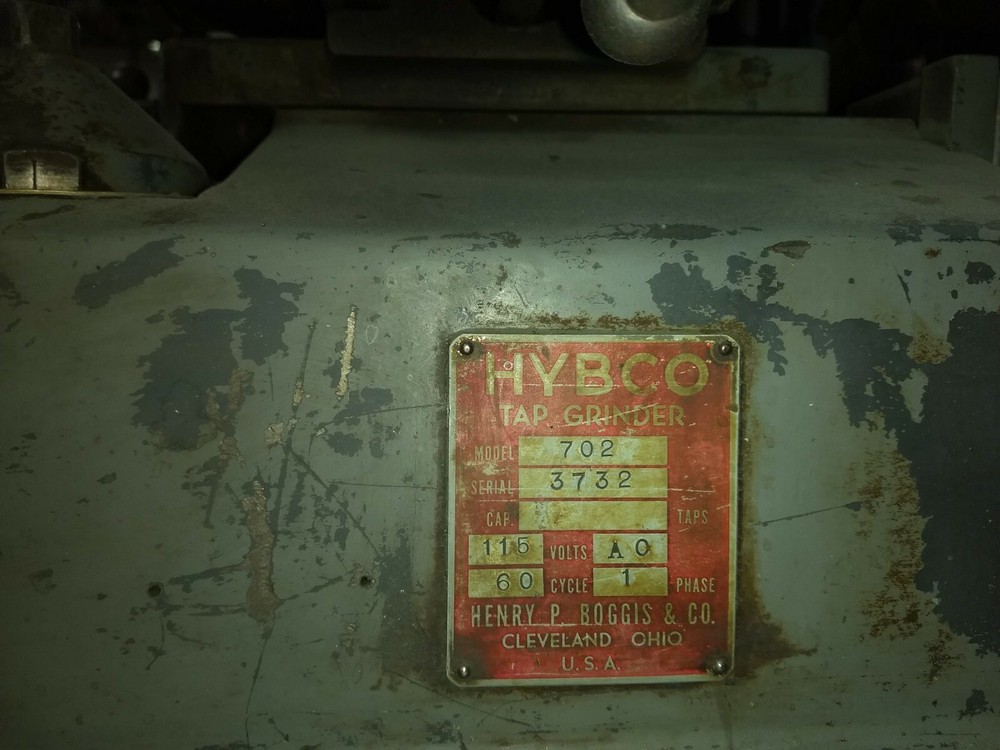 HYBCO
TAP GRINDER
MODEL 702
SERIAL 3732
CAP. TAPS
115 VOLTS AC
60 CYCLE 1 PHASE
HENRY P. BOGGIS & CO.
CLEVELAND OHIO
U.S.A.